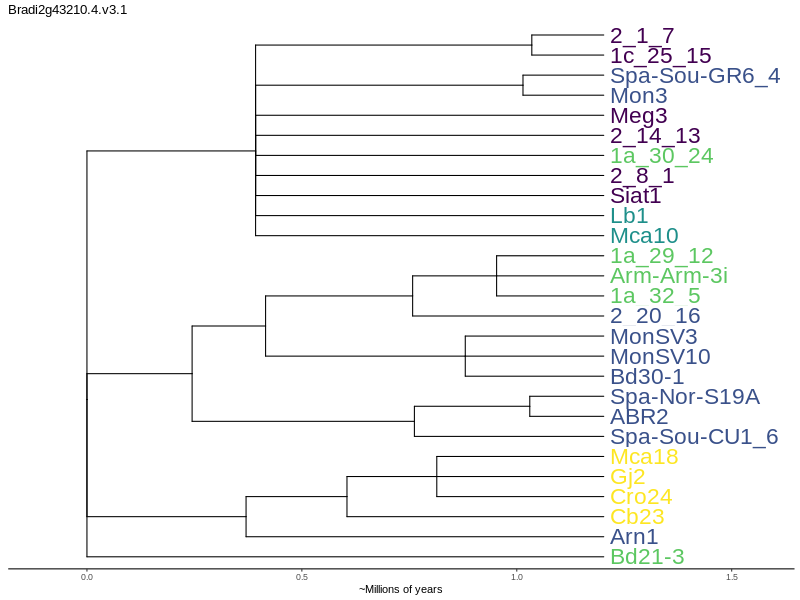 Bradi2g43210.4.v3.1
2_1_7
1c_25_15
Spa-Sou-GR6_4
Mon3
Meg3
2_14_13
1a_30_24
2_8_1
Siat1
Lb1
Mca10
1a_29_12
Arm-Arm-3i
1a_32_5
2_20_16
MonSV3
MonSV10
Bd30-1
Spa-Nor-S19A
ABR2
Spa-Sou-CU1_6
Mca18
Gj2
Cro24
Cb23
Arn1
Bd21-3
0.0 0.5 1.0 1.5
~Millions of years